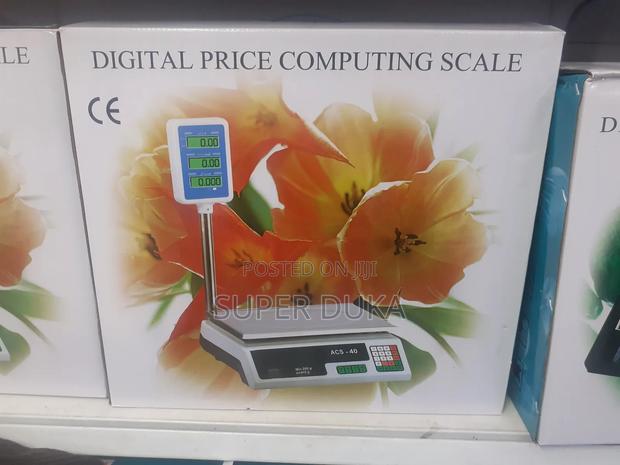 LE
DIGITAL PRICE COMPUTING SCALE
D
CE
0.00
0.00
0.000
POSTED ON JIJI
SUPER DUKA
ACS - 40